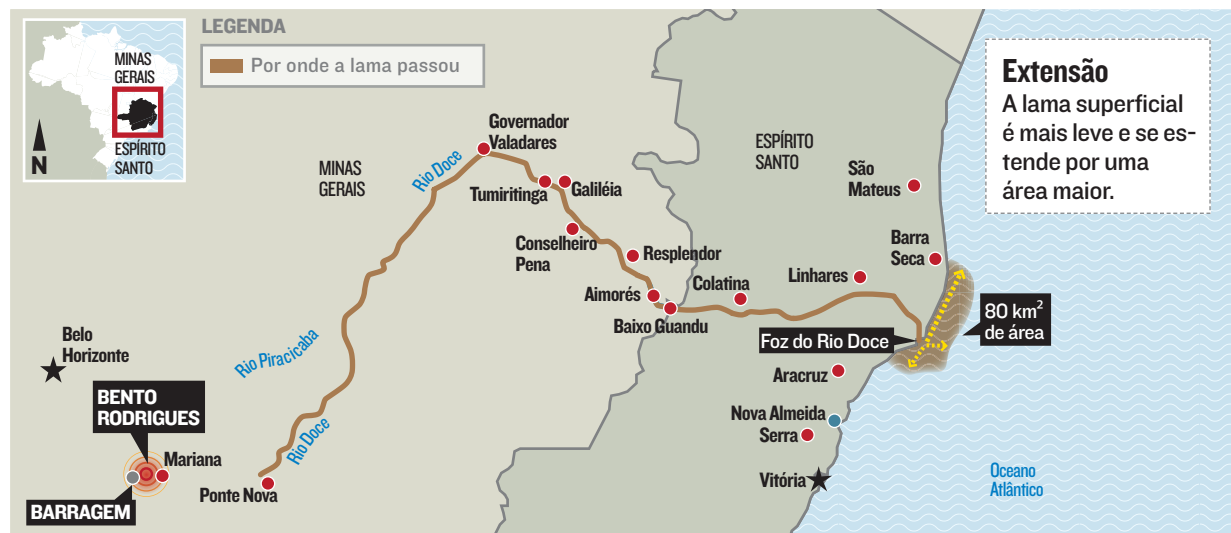 MINAS
GERAIS
ESPÍRITO
SANTO
N
LEGENDA
Por onde a lama passou
Extensão
A lama superficial
é mais leve e se es-
tende por uma
área maior.
Governador
Valadares
MINAS
GERAIS
Rio Doce
Tumiritinga
Galiléia
Conselheiro
Pena
Resplendor
Aimorés
Baixo Guandu
ESPÍRITO
SANTO
São
Mateus
Barra
Seca
Linhares
Colatina
80 km²
de área
Foz do Rio Doce
Belo
Horizonte
Rio Piracicaba
BENTO
RODRIGUES
Rio Doce
Mariana
Ponte Nova
BARRAGEM
Aracruz
Nova Almeida
Serra
Vitória
Oceano
Atlântico